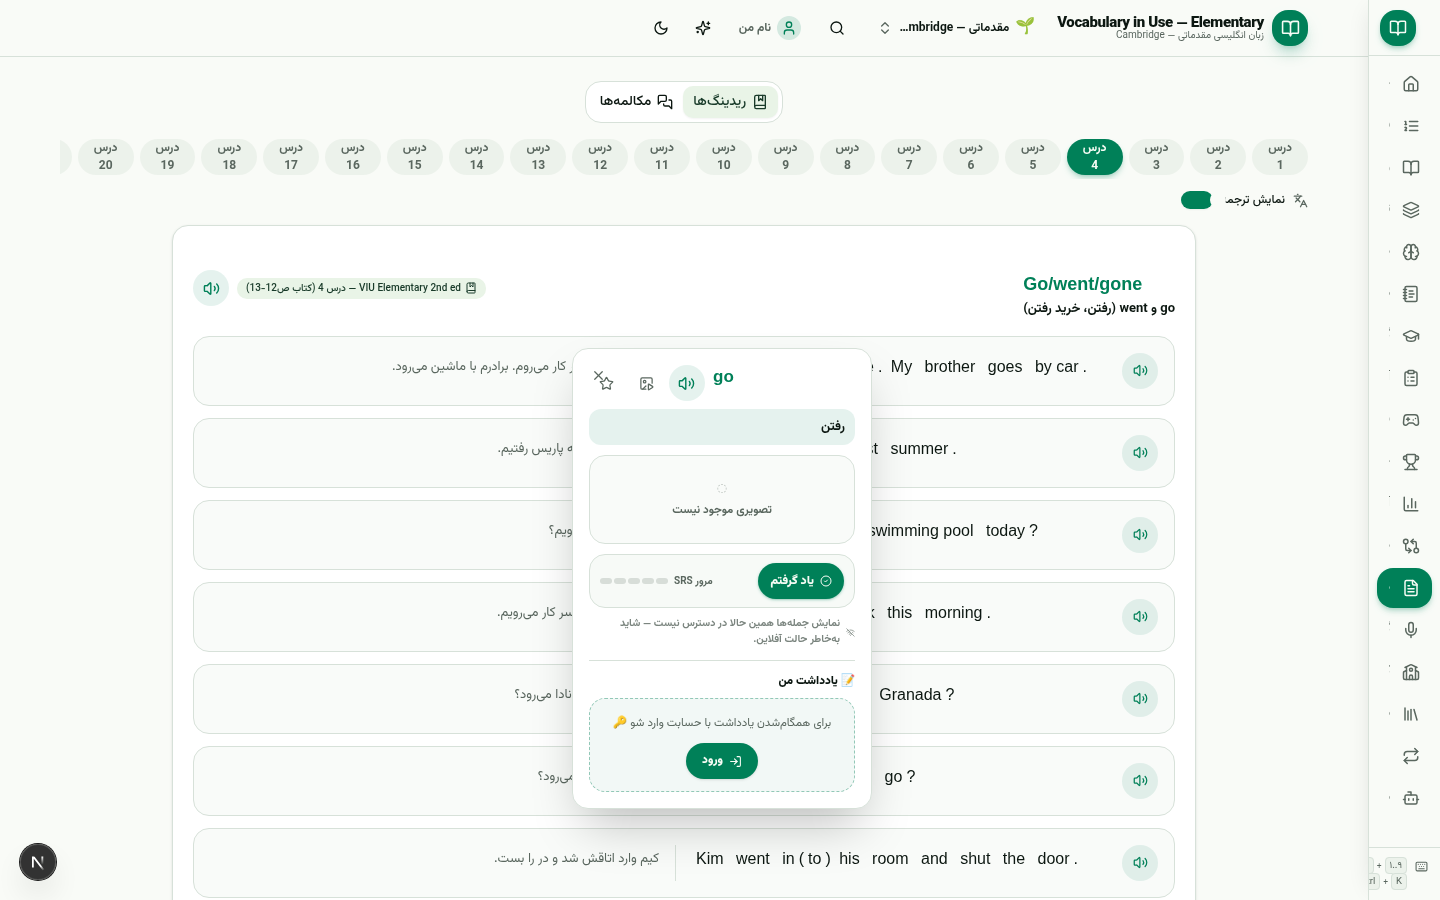 Vocabulary in Use — Elementary
زبان انگلیسی مقدماتی — Cambridge
🌱 مقدماتی — mbridge...
نام من
ریدینگ‌ها
مکالمه‌ها
درس 1
درس 2
درس 3
درس 4
درس 5
درس 6
درس 7
درس 8
درس 9
درس 10
درس 11
درس 12
درس 13
درس 14
درس 15
درس 16
درس 17
درس 18
درس 19
درس 20
نمایش ترجمه
Go/went/gone
go و went (رفتن، خرید رفتن)
VIU Elementary 2nd ed — درس 4 (کتاب ص12-13)
. My brother goes by car .
کار می‌روم. برادرم با ماشین می‌رود.
summer .
پاریس رفتیم.
swimming pool today ?
this morning .
سر کار می‌رویم.
Granada ?
می‌رود؟
go ?
می‌رود؟
Kim went in ( to ) his room and shut the door .
کیم وارد اتاقش شد و در را بست.
go
رفتن
تصویری موجود نیست
یاد گرفتم
مرور SRS
نمایش جمله‌ها همین حالا در دسترس نیست — شاید
به‌خاطر حالت آفلاین.
📝 یادداشت من
برای همگام‌شدن یادداشت با حسابت وارد شو 🔑
ورود
N
+ ۱..۹
+ K